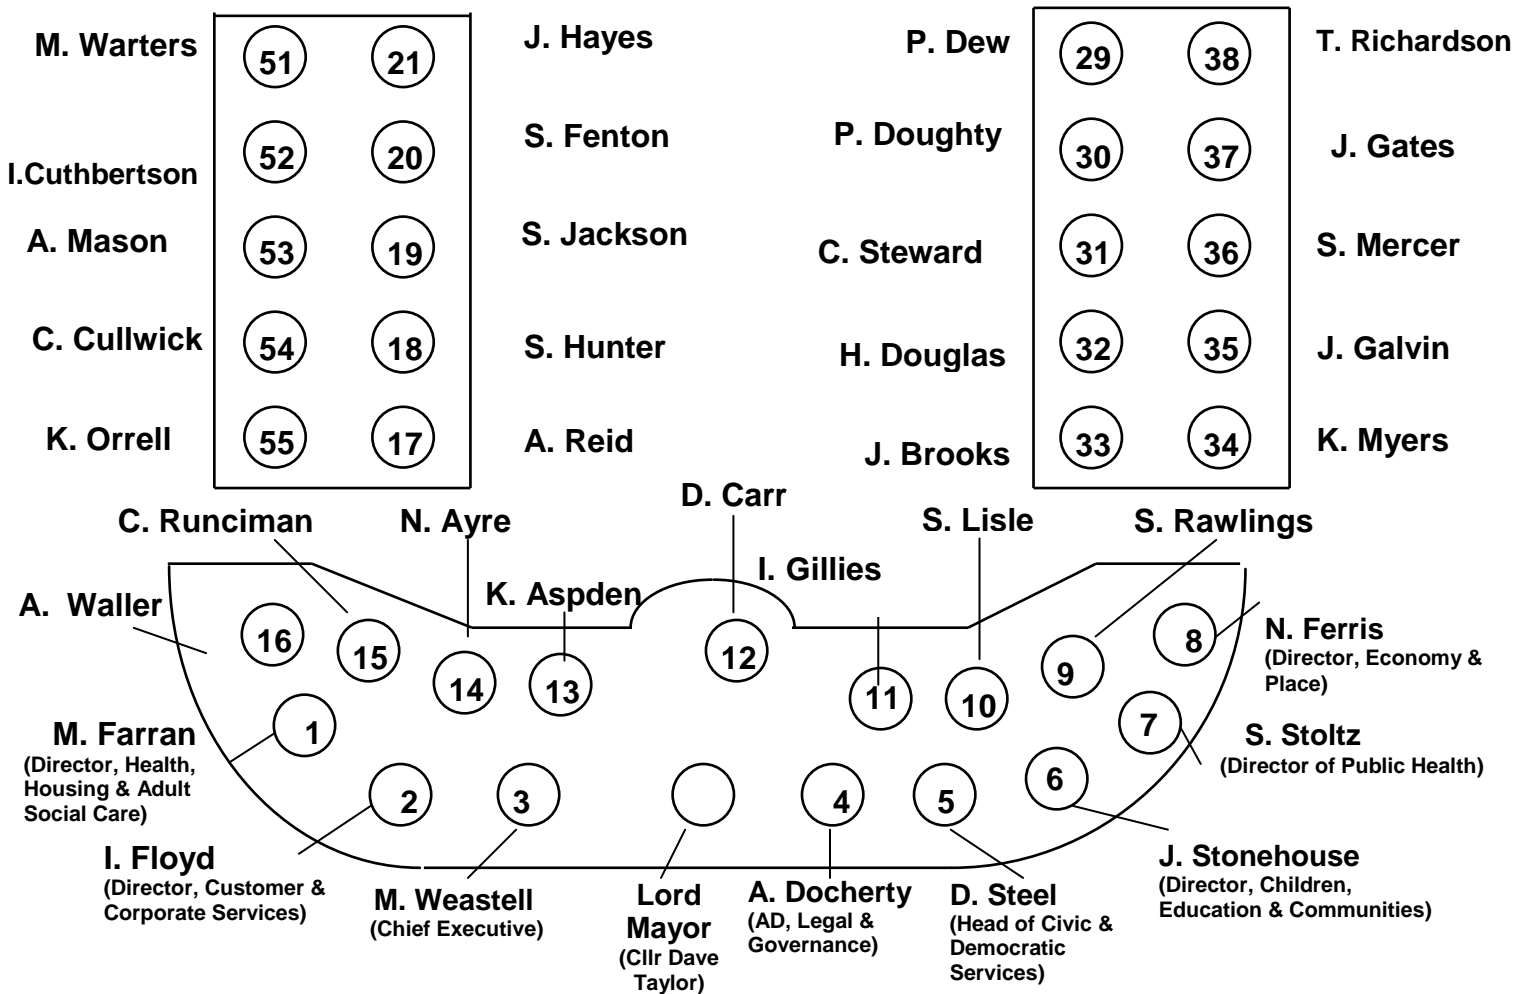 M. Warters 51 21 J. Hayes P. Dew 29 38 T. Richardson
I.Cuthbertson 52 20 S. Fenton P. Doughty 30 37 J. Gates
A. Mason 53 19 S. Jackson C. Steward 31 36 S. Mercer
C. Cullwick 54 18 S. Hunter H. Douglas 32 35 J. Galvin
K. Orrell 55 17 A. Reid J. Brooks 33 34 K. Myers
D. Carr
C. Runciman N. Ayre S. Lisle S. Rawlings
I. Gillies
A. Waller K. Aspden
16 15 14 13 12 11 10 9 8
N. Ferris
(Director, Economy &
Place)
1 2 3 4 5 6 7
M. Farran
(Director, Health,
Housing & Adult
Social Care)
S. Stoltz
(Director of Public Health)
I. Floyd
(Director, Customer &
Corporate Services)
M. Weastell
(Chief Executive)
Lord
Mayor
(Cllr Dave
Taylor)
A. Docherty
(AD, Legal &
Governance)
D. Steel
(Head of Civic &
Democratic
Services)
J. Stonehouse
(Director, Children,
Education & Communities)